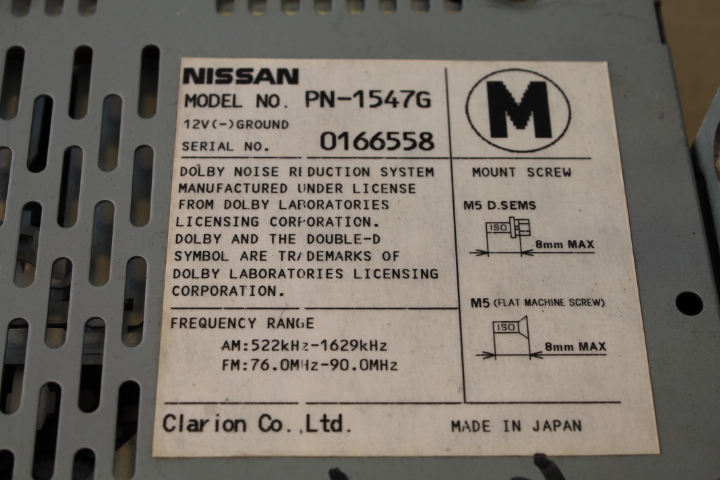 NISSAN
MODEL NO. PN-1547G
12V(-)GROUND
SERIAL NO. 0166558
DOLBY NOISE REDUCTION SYSTEM
MANUFACTURED UNDER LICENSE
FROM DOLBY LABORATORIES
LICENSING CORPORATION.
DOLBY AND THE DOUBLE-D
SYMBOL ARE TRADEMARKS OF
DOLBY LABORATORIES LICENSING
CORPORATION.
FREQUENCY RANGE
AM:522kHz-1629kHz
FM:76.0MHz-90.0MHz
Clarion Co.,Ltd.
M
MOUNT SCREW
M5 D.SEMS
ISO
8mm MAX
M5 (FLAT MACHINE SCREW)
ISO
8mm MAX
MADE IN JAPAN